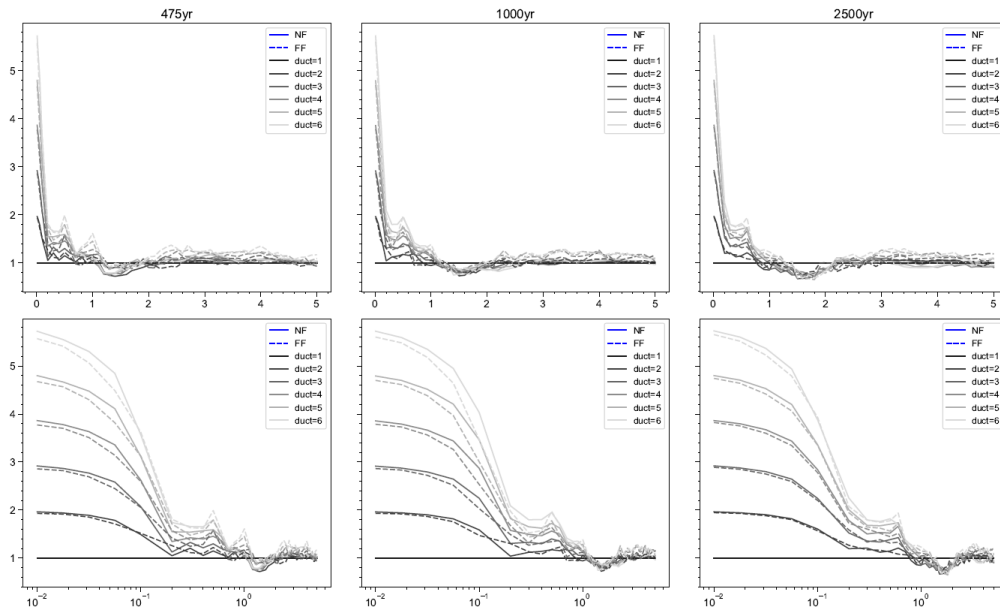 475yr
1000yr
2500yr
NF
FF
duct=1
duct=2
duct=3
duct=4
duct=5
duct=6
NF
FF
duct=1
duct=2
duct=3
duct=4
duct=5
duct=6
NF
FF
duct=1
duct=2
duct=3
duct=4
duct=5
duct=6
5
4
3
2
1
0 1 2 3 4 5
0 1 2 3 4 5
0 1 2 3 4 5
NF
FF
duct=1
duct=2
duct=3
duct=4
duct=5
duct=6
NF
FF
duct=1
duct=2
duct=3
duct=4
duct=5
duct=6
NF
FF
duct=1
duct=2
duct=3
duct=4
duct=5
duct=6
5
4
3
2
1
10⁻² 10⁻¹ 10⁰
10⁻² 10⁻¹ 10⁰
10⁻² 10⁻¹ 10⁰